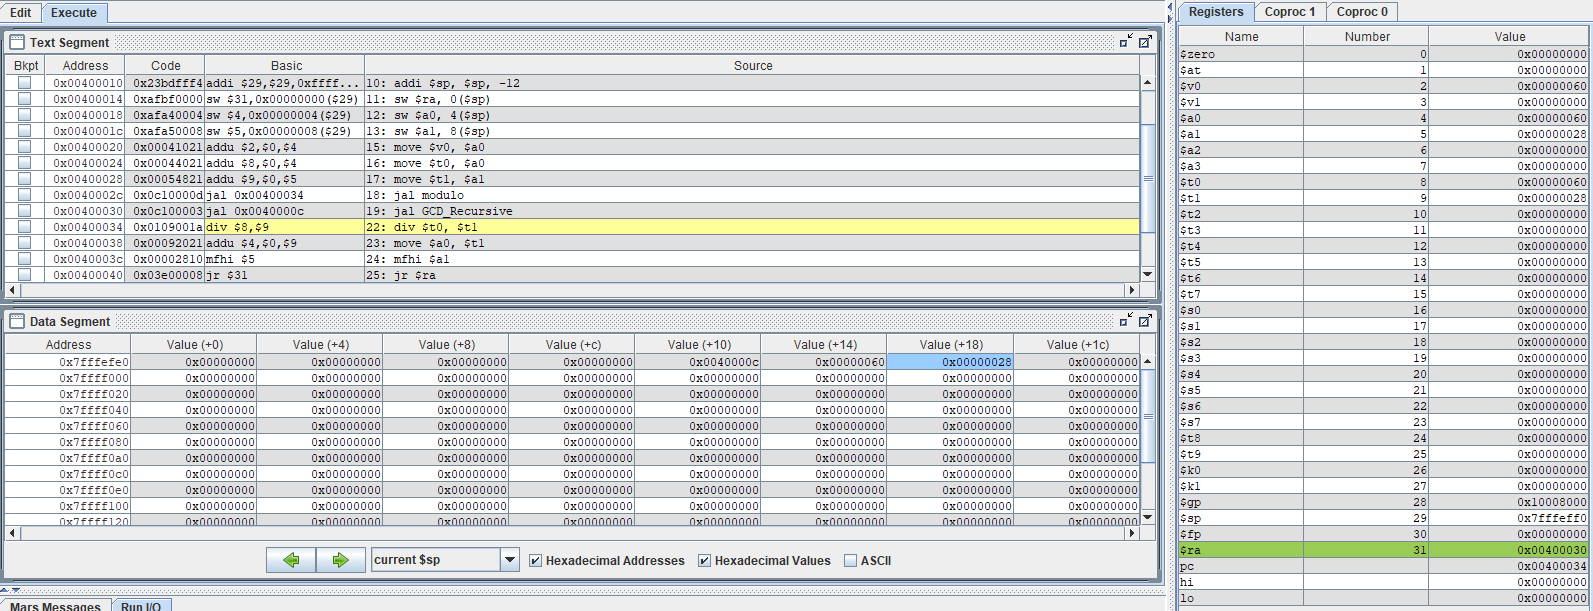 Edit Execute
Text Segment
Bkpt Address Code Basic Source
0x00400010 0x23bdfff4 addi $29,$29,0xffff... 10: addi $sp, $sp, -12
0x00400014 0xafbf0000 sw $31,0x00000000($29) 11: sw $ra, 0($sp)
0x00400018 0xafa40004 sw $4,0x00000004($29) 12: sw $a0, 4($sp)
0x0040001c 0xafa50008 sw $5,0x00000008($29) 13: sw $a1, 8($sp)
0x00400020 0x00041021 addu $2,$0,$4 15: move $v0, $a0
0x00400024 0x00044021 addu $8,$0,$4 16: move $t0, $a0
0x00400028 0x00054821 addu $9,$0,$5 17: move $t1, $a1
0x0040002c 0x0c10000d jal 0x00400034 18: jal modulo
0x00400030 0x0c100003 jal 0x0040000c 19: jal GCD_Recursive
0x00400034 0x0109001a div $8,$9 22: div $t0, $t1
0x00400038 0x00092021 addu $4,$0,$9 23: move $a0, $t1
0x0040003c 0x00002810 mfhi $5 24: mfhi $a1
0x00400040 0x03e00008 jr $31 25: jr $ra
Data Segment
Address Value (+0) Value (+4) Value (+8) Value (+c) Value (+10) Value (+14) Value (+18) Value (+1c)
0x7fffefe0 0x00000000 0x00000000 0x00000000 0x00000000 0x0040000c 0x00000060 0x00000028 0x00000000
0x7ffff000 0x00000000 0x00000000 0x00000000 0x00000000 0x00000000 0x00000000 0x00000000 0x00000000
0x7ffff020 0x00000000 0x00000000 0x00000000 0x00000000 0x00000000 0x00000000 0x00000000 0x00000000
0x7ffff040 0x00000000 0x00000000 0x00000000 0x00000000 0x00000000 0x00000000 0x00000000 0x00000000
0x7ffff060 0x00000000 0x00000000 0x00000000 0x00000000 0x00000000 0x00000000 0x00000000 0x00000000
0x7ffff080 0x00000000 0x00000000 0x00000000 0x00000000 0x00000000 0x00000000 0x00000000 0x00000000
0x7ffff0a0 0x00000000 0x00000000 0x00000000 0x00000000 0x00000000 0x00000000 0x00000000 0x00000000
0x7ffff0c0 0x00000000 0x00000000 0x00000000 0x00000000 0x00000000 0x00000000 0x00000000 0x00000000
0x7ffff0e0 0x00000000 0x00000000 0x00000000 0x00000000 0x00000000 0x00000000 0x00000000 0x00000000
0x7ffff100 0x00000000 0x00000000 0x00000000 0x00000000 0x00000000 0x00000000 0x00000000 0x00000000
0x7ffff120 0x00000000 0x00000000 0x00000000 0x00000000 0x00000000 0x00000000 0x00000000 0x00000000
current $sp Hexadecimal Addresses Hexadecimal Values ASCII
Mars Messages Run I/O
Registers Coproc 1 Coproc 0
Name Number Value
$zero 0 0x00000000
$at 1 0x00000000
$v0 2 0x00000060
$v1 3 0x00000000
$a0 4 0x00000060
$a1 5 0x00000028
$a2 6 0x00000000
$a3 7 0x00000000
$t0 8 0x00000060
$t1 9 0x00000028
$t2 10 0x00000000
$t3 11 0x00000000
$t4 12 0x00000000
$t5 13 0x00000000
$t6 14 0x00000000
$t7 15 0x00000000
$s0 16 0x00000000
$s1 17 0x00000000
$s2 18 0x00000000
$s3 19 0x00000000
$s4 20 0x00000000
$s5 21 0x00000000
$s6 22 0x00000000
$s7 23 0x00000000
$t8 24 0x00000000
$t9 25 0x00000000
$k0 26 0x00000000
$k1 27 0x00000000
$gp 28 0x10008000
$sp 29 0x7fffeff0
$fp 30 0x00000000
$ra 31 0x00400030
pc 0x00400034
hi 0x00000000
lo 0x00000000